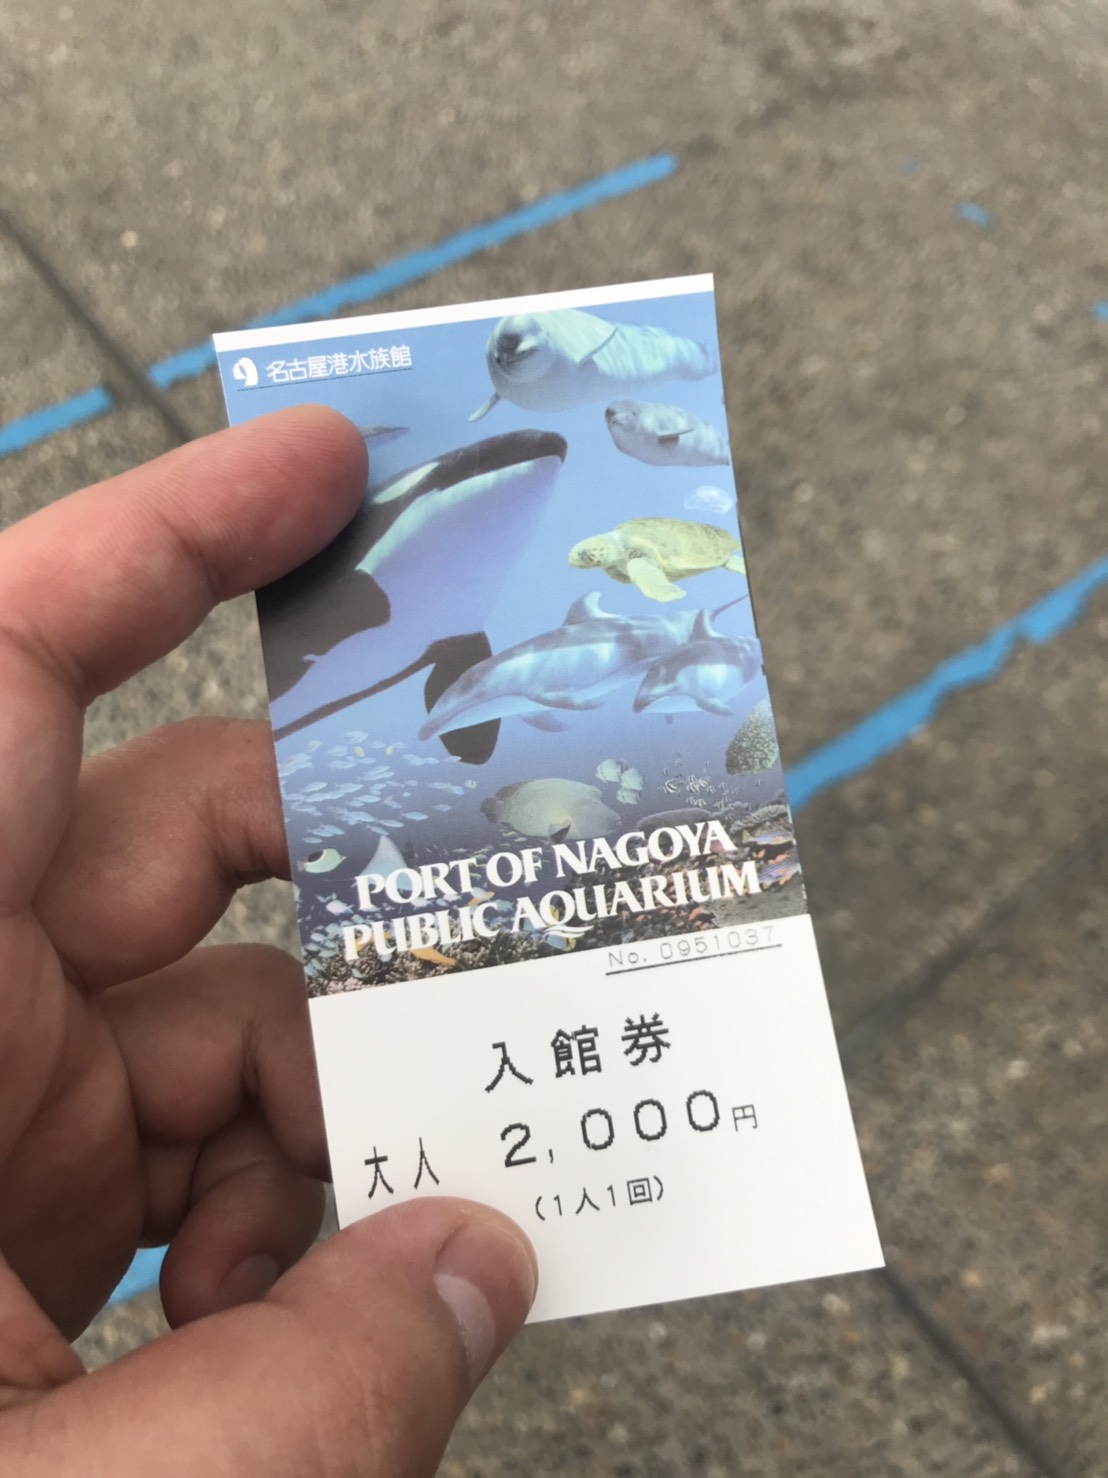 名古屋港水族館
PORT OF NAGOYA
PUBLIC AQUARIUM
No. 0951037
入館券
大人 2,000円
(1人1回)